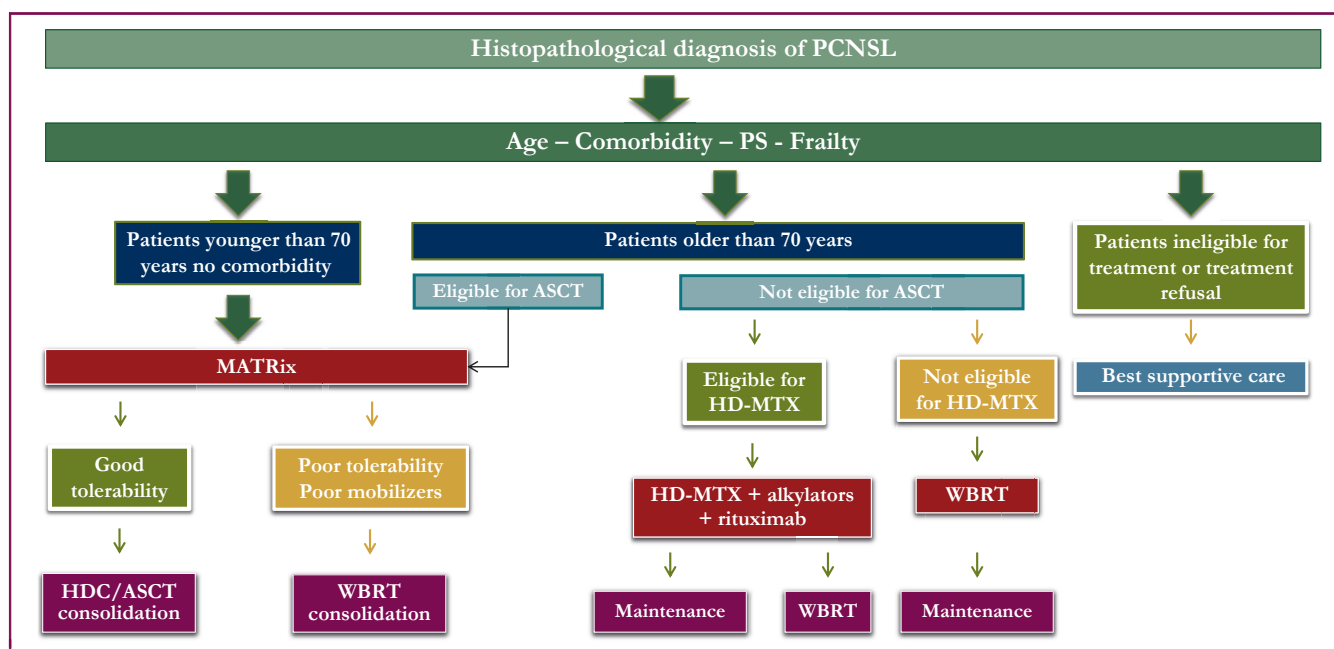 Histopathological diagnosis of PCNSL
Age – Comorbidity – PS - Frailty
Patients younger than 70
years no comorbidity
Patients older than 70 years
Patients ineligible for
treatment or treatment
refusal
Eligible for ASCT
Not eligible for ASCT
MATRix
Eligible for
HD-MTX
Not eligible
for HD-MTX
Best supportive care
Good
tolerability
Poor tolerability
Poor mobilizers
HD-MTX + alkylators
+ rituximab
WBRT
HDC/ASCT
consolidation
WBRT
consolidation
Maintenance
WBRT
Maintenance